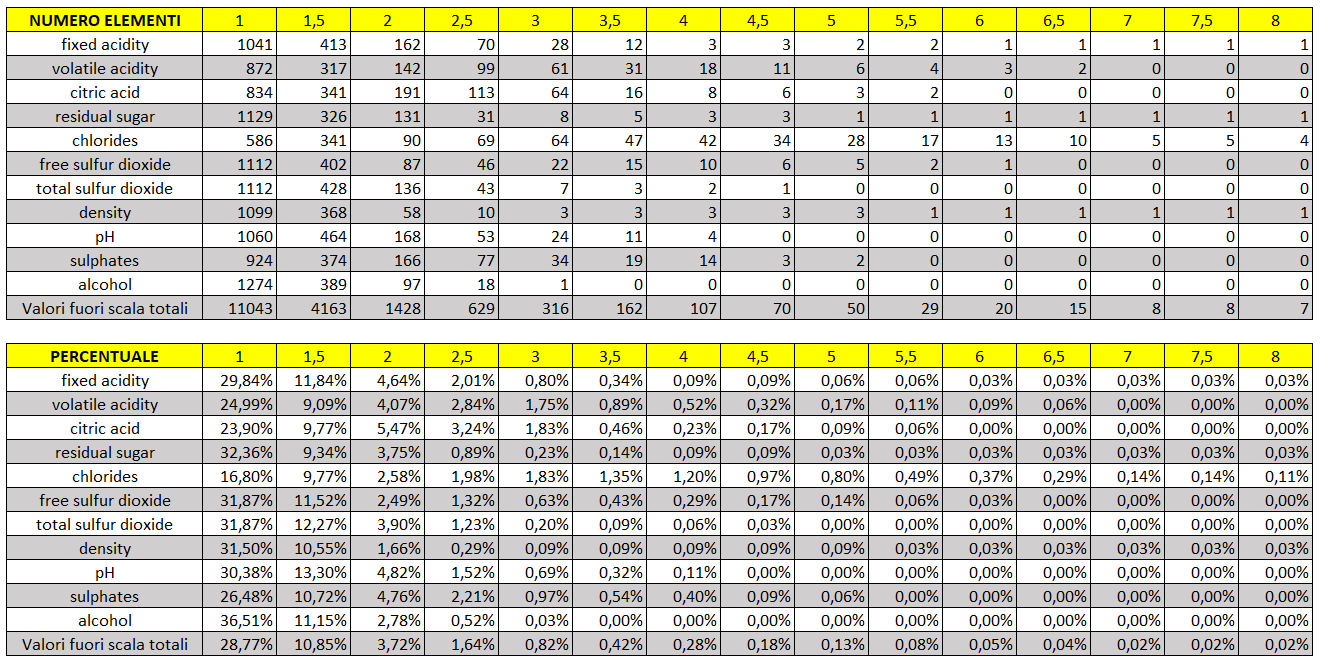 NUMERO ELEMENTI 1 1,5 2 2,5 3 3,5 4 4,5 5 5,5 6 6,5 7 7,5 8
fixed acidity 1041 413 162 70 28 12 3 3 2 2 1 1 1 1 1
volatile acidity 872 317 142 99 61 31 18 11 6 4 3 2 0 0 0
citric acid 834 341 191 113 64 16 8 6 3 2 0 0 0 0 0
residual sugar 1129 326 131 31 8 5 3 3 1 1 1 1 1 1 1
chlorides 586 341 90 69 64 47 42 34 28 17 13 10 5 5 4
free sulfur dioxide 1112 402 87 46 22 15 10 6 5 2 1 0 0 0 0
total sulfur dioxide 1112 428 136 43 7 3 2 1 0 0 0 0 0 0 0
density 1099 368 58 10 3 3 3 3 3 1 1 1 1 1 1
pH 1060 464 168 53 24 11 4 0 0 0 0 0 0 0 0
sulphates 924 374 166 77 34 19 14 3 2 0 0 0 0 0 0
alcohol 1274 389 97 18 1 0 0 0 0 0 0 0 0 0 0
Valori fuori scala totali 11043 4163 1428 629 316 162 107 70 50 29 20 15 8 8 7
PERCENTUALE 1 1,5 2 2,5 3 3,5 4 4,5 5 5,5 6 6,5 7 7,5 8
fixed acidity 29,84% 11,84% 4,64% 2,01% 0,80% 0,34% 0,09% 0,09% 0,06% 0,06% 0,03% 0,03% 0,03% 0,03% 0,03%
volatile acidity 24,99% 9,09% 4,07% 2,84% 1,75% 0,89% 0,52% 0,32% 0,17% 0,11% 0,09% 0,06% 0,00% 0,00% 0,00%
citric acid 23,90% 9,77% 5,47% 3,24% 1,83% 0,46% 0,23% 0,17% 0,09% 0,06% 0,00% 0,00% 0,00% 0,00% 0,00%
residual sugar 32,36% 9,34% 3,75% 0,89% 0,23% 0,14% 0,09% 0,09% 0,03% 0,03% 0,03% 0,03% 0,03% 0,03% 0,03%
chlorides 16,80% 9,77% 2,58% 1,98% 1,83% 1,35% 1,20% 0,97% 0,80% 0,49% 0,37% 0,29% 0,14% 0,14% 0,11%
free sulfur dioxide 31,87% 11,52% 2,49% 1,32% 0,63% 0,43% 0,29% 0,17% 0,14% 0,06% 0,03% 0,00% 0,00% 0,00% 0,00%
total sulfur dioxide 31,87% 12,27% 3,90% 1,23% 0,20% 0,09% 0,06% 0,03% 0,00% 0,00% 0,00% 0,00% 0,00% 0,00% 0,00%
density 31,50% 10,55% 1,66% 0,29% 0,09% 0,09% 0,09% 0,09% 0,09% 0,03% 0,03% 0,03% 0,03% 0,03% 0,03%
pH 30,38% 13,30% 4,82% 1,52% 0,69% 0,32% 0,11% 0,00% 0,00% 0,00% 0,00% 0,00% 0,00% 0,00% 0,00%
sulphates 26,48% 10,72% 4,76% 2,21% 0,97% 0,54% 0,40% 0,09% 0,06% 0,00% 0,00% 0,00% 0,00% 0,00% 0,00%
alcohol 36,51% 11,15% 2,78% 0,52% 0,03% 0,00% 0,00% 0,00% 0,00% 0,00% 0,00% 0,00% 0,00% 0,00% 0,00%
Valori fuori scala totali 28,77% 10,85% 3,72% 1,64% 0,82% 0,42% 0,28% 0,18% 0,13% 0,08% 0,05% 0,04% 0,02% 0,02% 0,02%